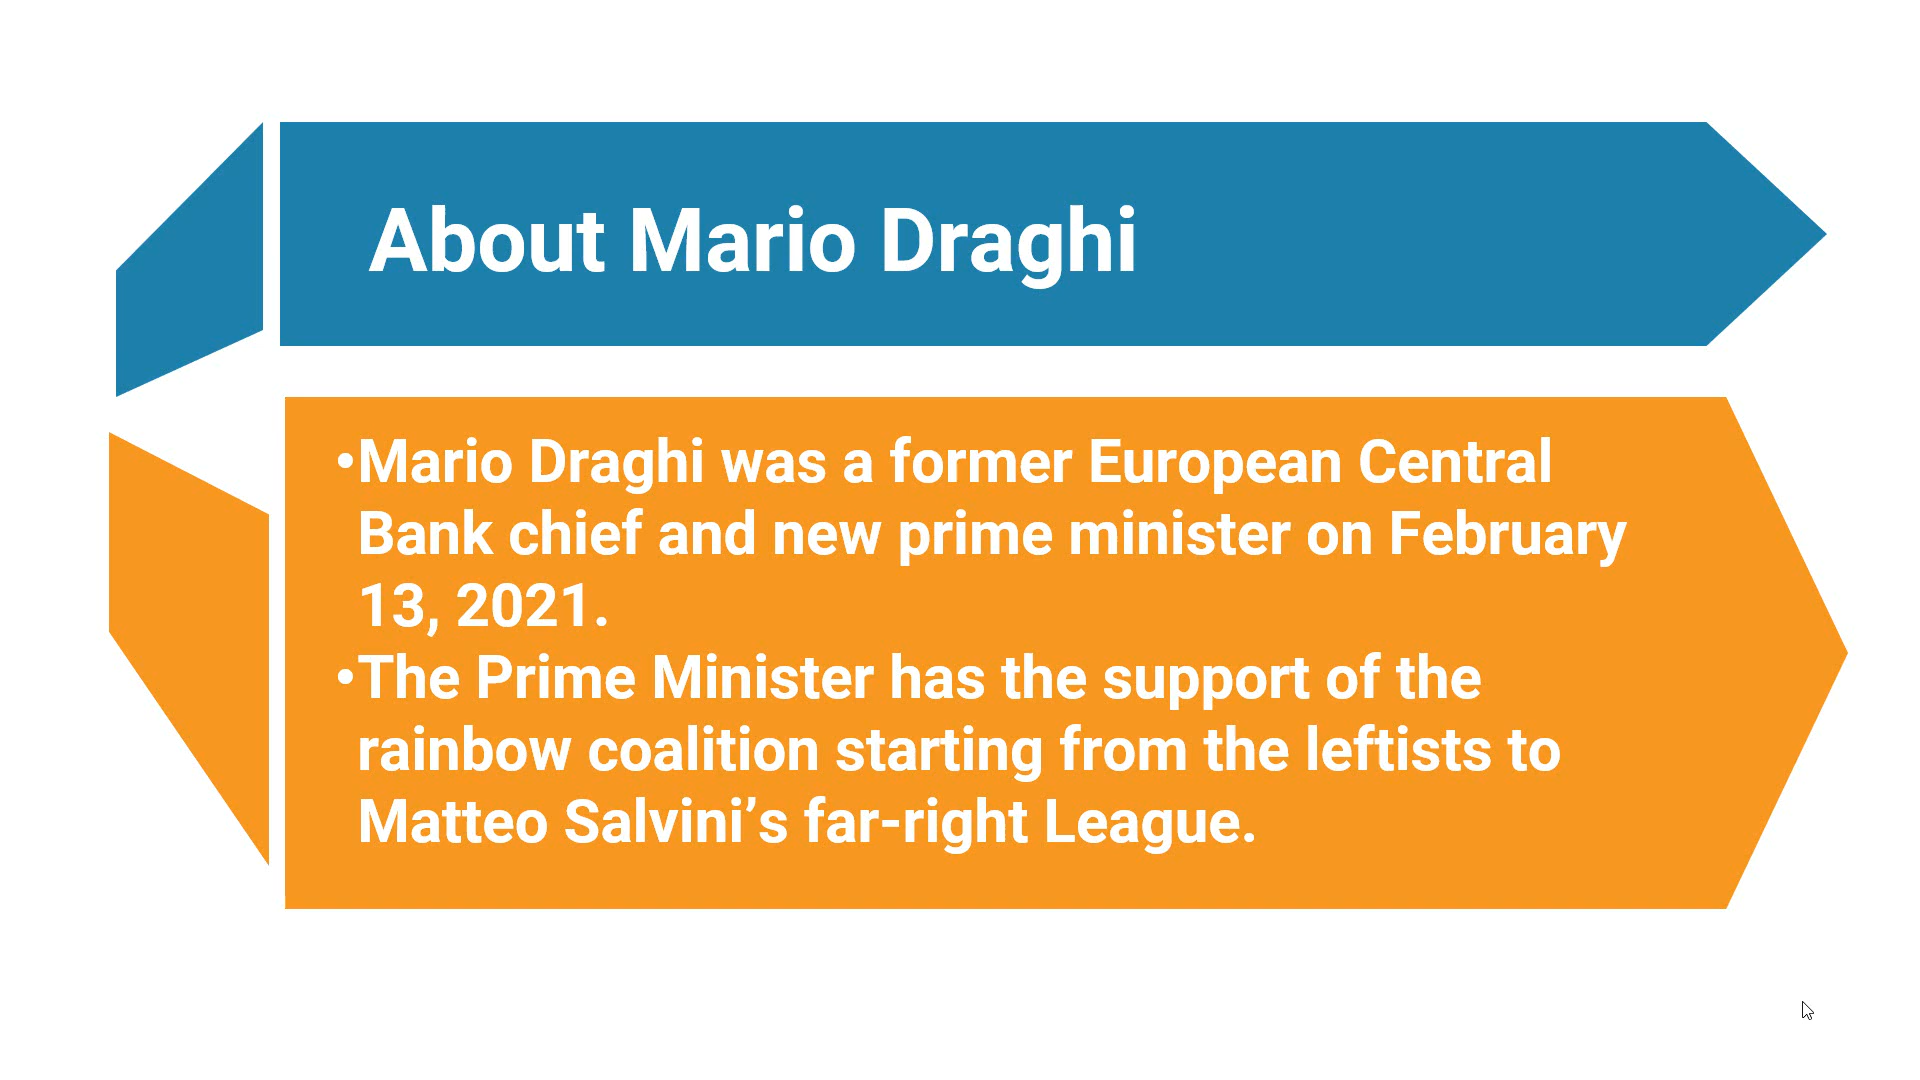 About Mario Draghi
•Mario Draghi was a former European Central
Bank chief and new prime minister on February
13, 2021.
•The Prime Minister has the support of the
rainbow coalition starting from the leftists to
Matteo Salvini’s far-right League.